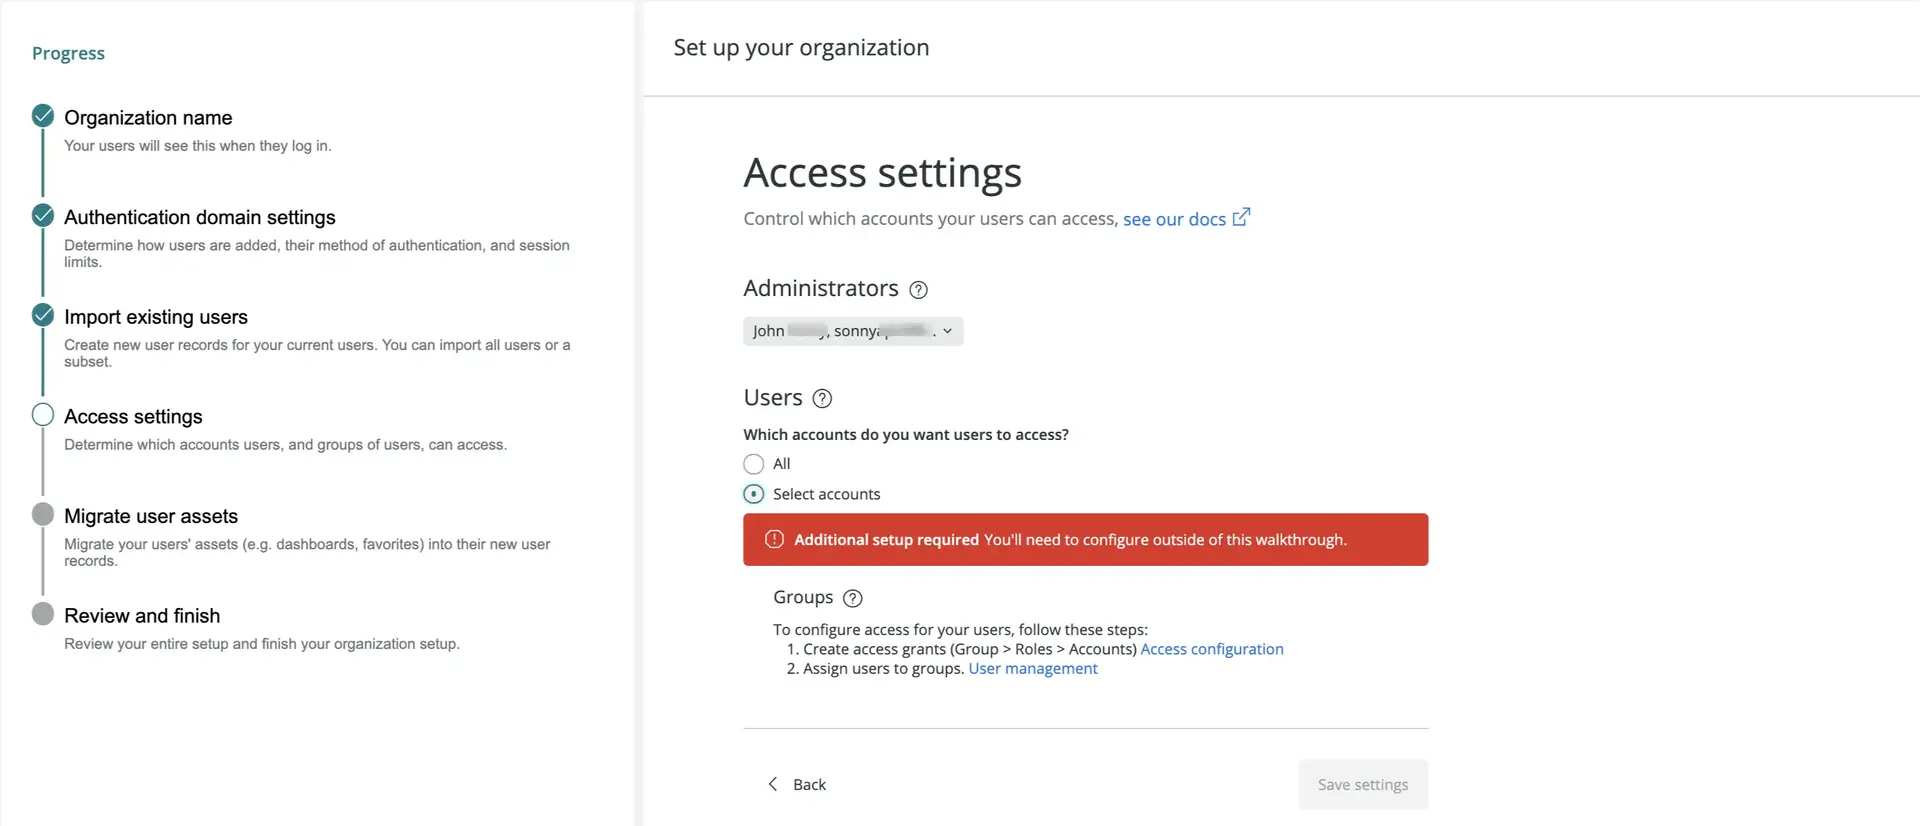 Progress
Organization name
Your users will see this when they log in.
Authentication domain settings
Determine how users are added, their method of authentication, and session
limits.
Import existing users
Create new user records for your current users. You can import all users or a
subset.
Access settings
Determine which accounts users, and groups of users, can access.
Migrate user assets
Migrate your users' assets (e.g. dashboards, favorites) into their new user
records.
Review and finish
Review your entire setup and finish your organization setup.
Set up your organization
Access settings
Control which accounts your users can access, see our docs
Administrators
John
Users
Which accounts do you want users to access?
All
Select accounts
Additional setup required You'll need to configure outside of this walkthrough.
Groups
To configure access for your users, follow these steps:
1. Create access grants (Group > Roles > Accounts) Access configuration
2. Assign users to groups. User management
Back
Save settings